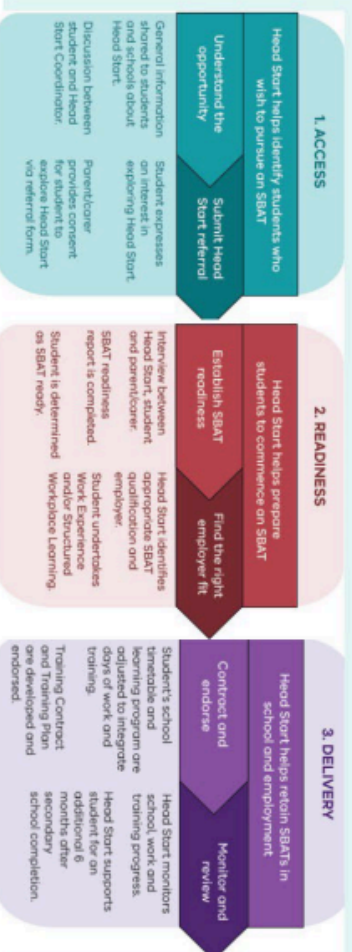 1. ACCESS
Head Start helps identify students who
wish to pursue an SBAT
Understand the
opportunity
Submit Head
Start referral
General information
shared to students
and schools about
Head Start.
Discussion between
student and Head
Start Coordinator.
Student expresses
an interest in
exploring Head Start.
Parent/carer
provides consent
for student to
explore Head Start
via referral form.
2. READINESS
Head Start helps prepare
students to commence an SBAT
Establish SBAT
readiness
Find the right
employer fit
Interview between
Head Start, student
and parent/carer.
SBAT readiness
report is completed.
Student is determined
as SBAT ready.
Head Start identifies
appropriate SBAT
qualification and
employer.
Student undertakes
Work Experience
and/or Structured
Workplace Learning.
3. DELIVERY
Head Start helps retain SBATs in
school and employment
Contract and
endorse
Monitor and
review
Student's school
timetable and
learning program are
adjusted to integrate
days of work and
training.
Training Contract
and Training Plan
are developed and
endorsed.
Head Start monitors
school, work and
training progress.
Head Start supports
student for an
additional 6
months after
secondary
school completion.